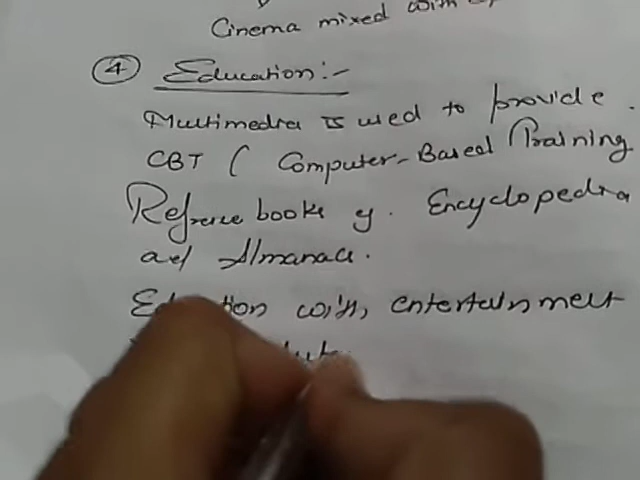 Cinema mixed with
④ Education:-
Multimedia is used to provide.
CBT ( Computer-Based Training
Reference books eg. Encyclopedia
and Almanac.
Education with, entertainment